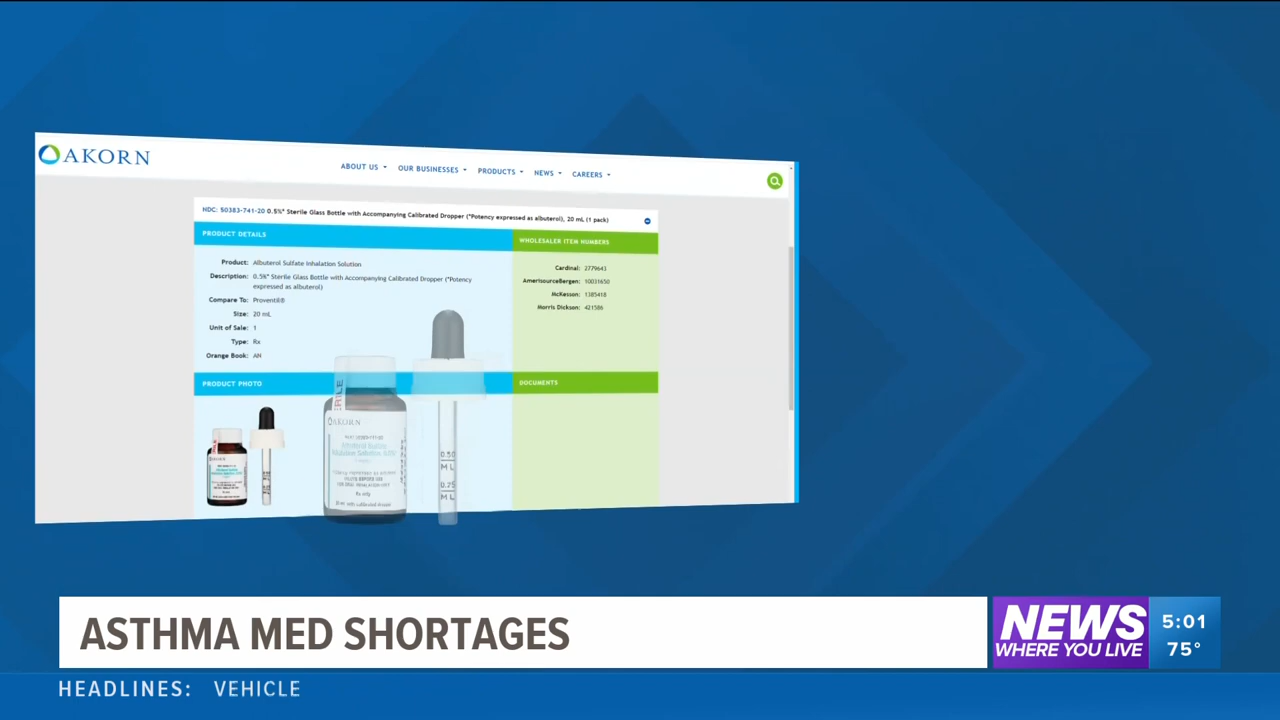 AKORN
ABOUT US
OUR BUSINESSES
PRODUCTS
NEWS
CAREERS
NDC: 50383-741-20 0.5%* Sterile Glass Bottle with Accompanying Calibrated Dropper (*Potency expressed as albuterol), 20 mL (1 pack)
PRODUCT DETAILS
WHOLESALER ITEM NUMBERS
Product: Albuterol Sulfate Inhalation Solution
Description: 0.5%* Sterile Glass Bottle with Accompanying Calibrated Dropper (*Potency
expressed as albuterol)
Compare To: Proventil®
Size: 20 mL
Unit of Sale: 1
Type: Rx
Orange Book: AN
Cardinal: 2779643
AmerisourceBergen: 10031650
McKesson: 1385418
Morris Dickson: 421586
PRODUCT PHOTO
DOCUMENTS
AKORN
Rx only
0.50
ML
0.25
ML
ASTHMA MED SHORTAGES
NEWS
WHERE YOU LIVE
5:01
75°
HEADLINES: VEHICLE